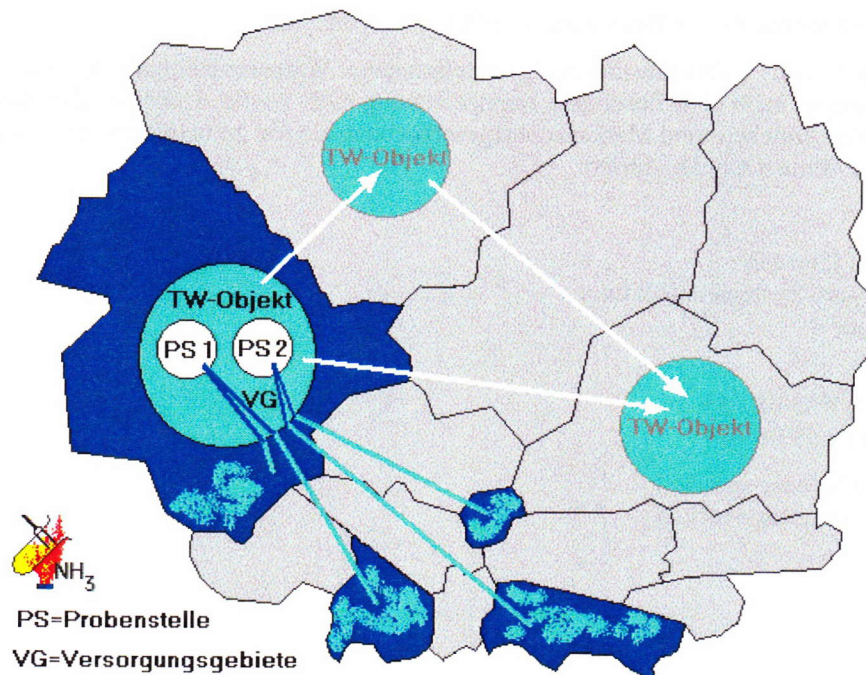 TW-Objekt
TW-Objekt
PS 1
PS 2
VG
TW-Objekt
NH3
PS=Probenstelle
VG=Versorgungsgebiete